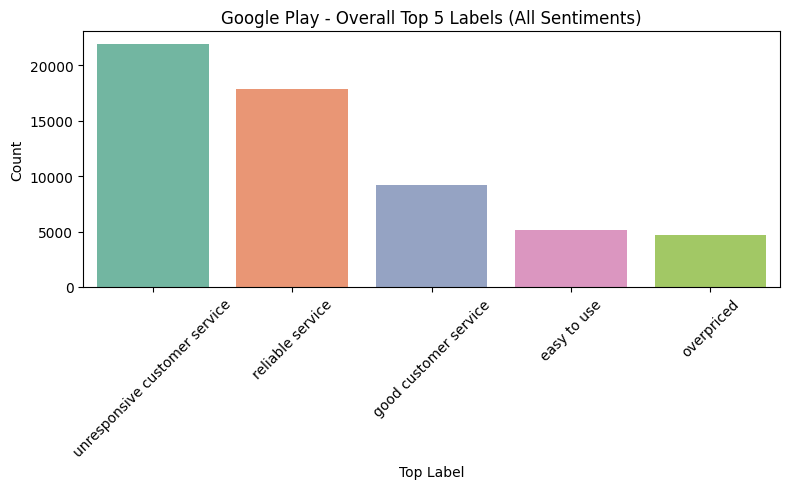 Google Play - Overall Top 5 Labels (All Sentiments)
Count
20000
15000
10000
5000
0
unresponsive customer service
reliable service
good customer service
easy to use
overpriced
Top Label